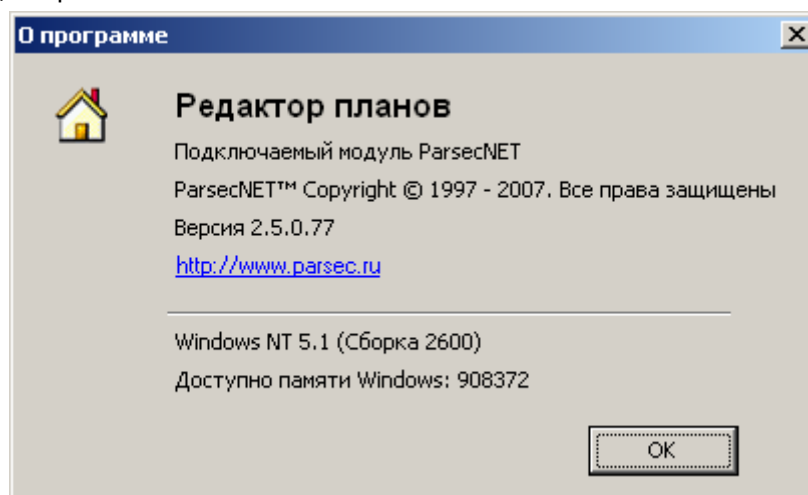 О программе
Редактор планов
Подключаемый модуль ParsecNET
ParsecNET™ Copyright © 1997 - 2007. Все права защищены
Версия 2.5.0.77
http://www.parsec.ru
Windows NT 5.1 (Сборка 2600)
Доступно памяти Windows: 908372
OK